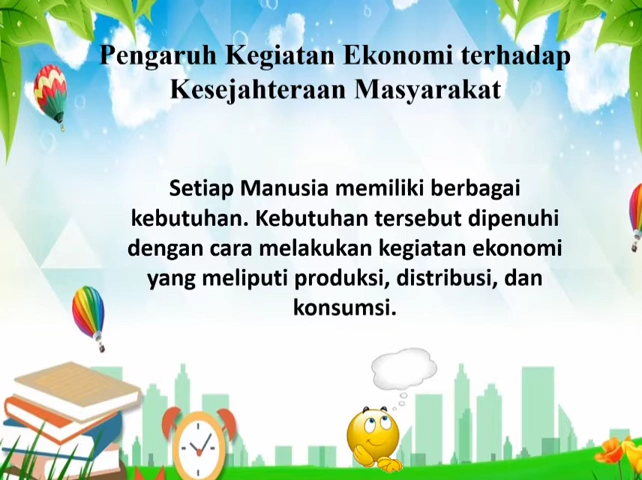 Pengaruh Kegiatan Ekonomi terhadap
Kesejahteraan Masyarakat
Setiap Manusia memiliki berbagai
kebutuhan. Kebutuhan tersebut dipenuhi
dengan cara melakukan kegiatan ekonomi
yang meliputi produksi, distribusi, dan
konsumsi.